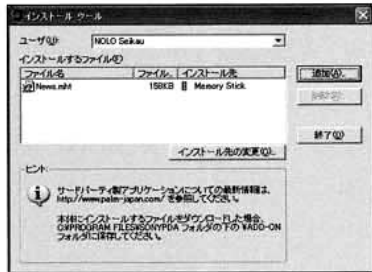 インストール ツール
ユーザ(U): NOLO Seikau
インストールするファイル(F)
ファイル名 ファイル... インストール先
News.mht 158KB Memory Stick
追加(A)...
削除(R)
終了(D)
インストール先の変更(C)...
ヒント
サードパーティ製アプリケーションについての最新情報は、
http://www.palm-japan.com/ を参照してください。
本体にインストールするファイルをダウンロードした場合、
C:¥PROGRAM FILES¥SONYPDA フォルダの下の ¥ADD-ON
フォルダに保存してください。